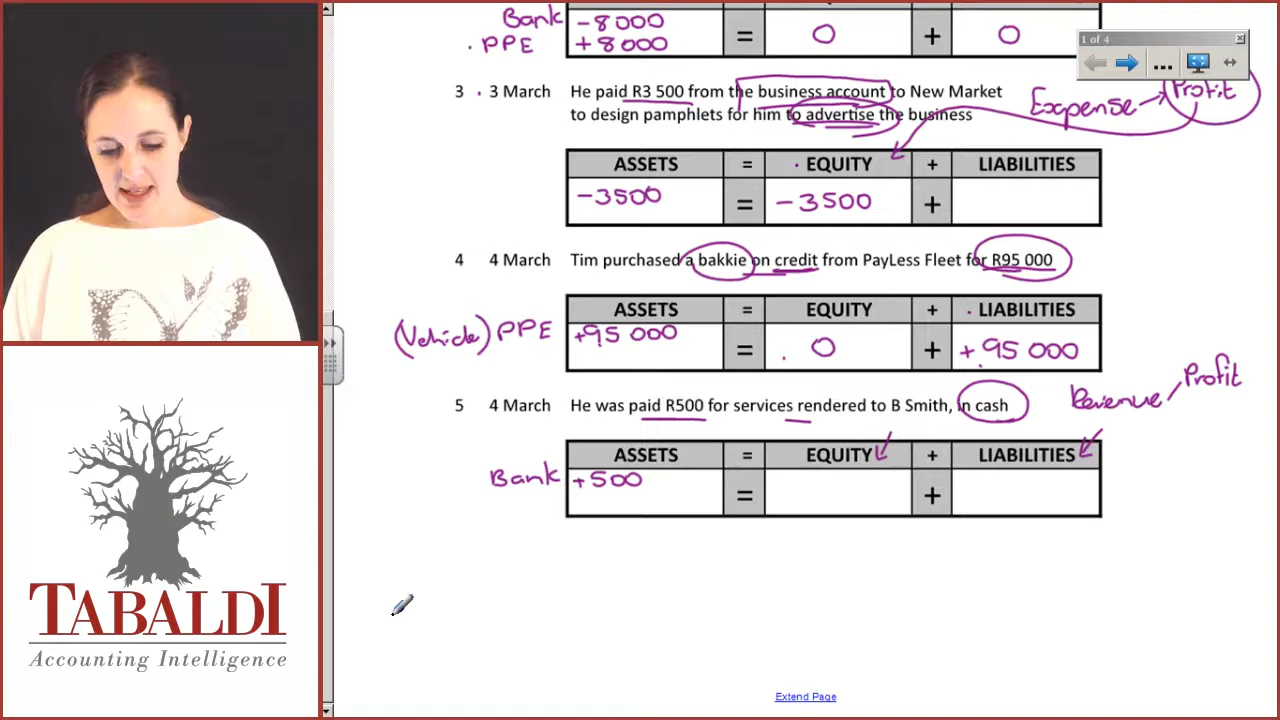 Bank -8000 = 0 + 0
PPE +8000
1 of 4
3 3 March He paid R3 500 from the business account to New Market
to design pamphlets for him to advertise the business
Expense
Profit
ASSETS = EQUITY + LIABILITIES
-3500 = -3500 +
4 4 March Tim purchased a bakkie on credit from PayLess Fleet for R95 000
ASSETS = EQUITY + LIABILITIES
(Vehicle) PPE +95 000 = 0 + +95 000
5 4 March He was paid R500 for services rendered to B Smith, in cash
Revenue
Profit
ASSETS = EQUITY + LIABILITIES
Bank +500 = +
TABALDI
Accounting Intelligence
Extend Page